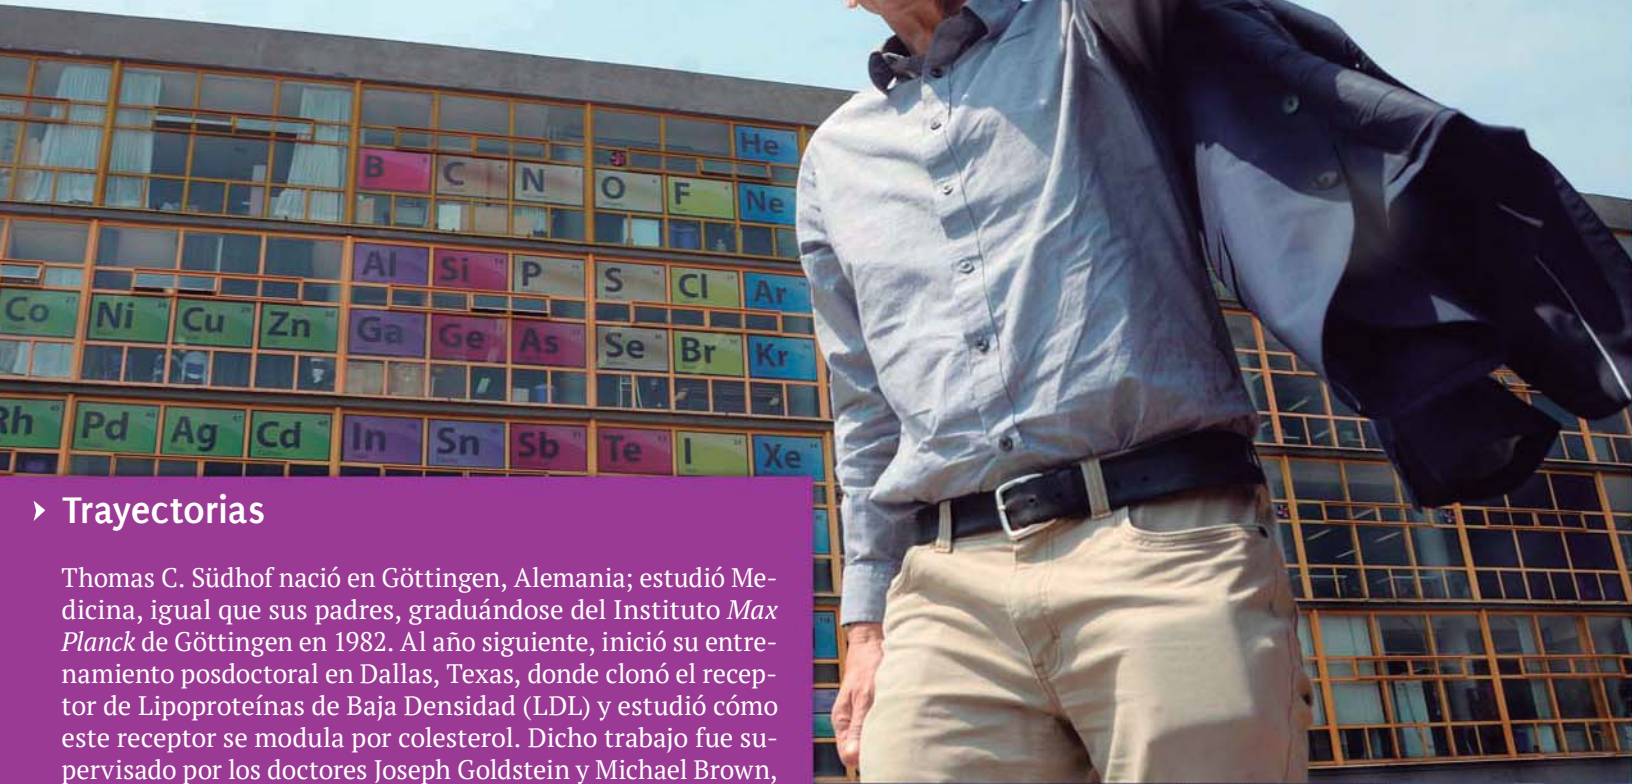 He
B C N O F Ne
Al Si P S Cl Ar
Co Ni Cu Zn Ga Ge As Se Br Kr
Rh Pd Ag Cd In Sn Sb Te I Xe
Trayectorias
Thomas C. Südhof nació en Göttingen, Alemania; estudió Me-
dicina, igual que sus padres, graduándose del Instituto Max
Planck de Göttingen en 1982. Al año siguiente, inició su entre-
namiento posdoctoral en Dallas, Texas, donde clonó el recep-
tor de Lipoproteínas de Baja Densidad (LDL) y estudió cómo
este receptor se modula por colesterol. Dicho trabajo fue su-
pervisado por los doctores Joseph Goldstein y Michael Brown,